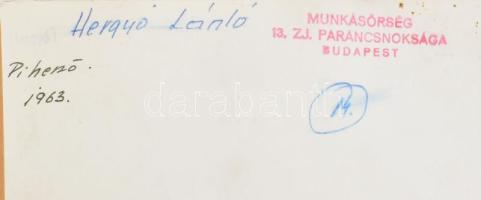 Hergyó László
MUNKÁSŐRSÉG
13. ZJ. PARANCSNOKSÁGA
BUDAPEST
Pihenő.
1963.
14.
darabanth